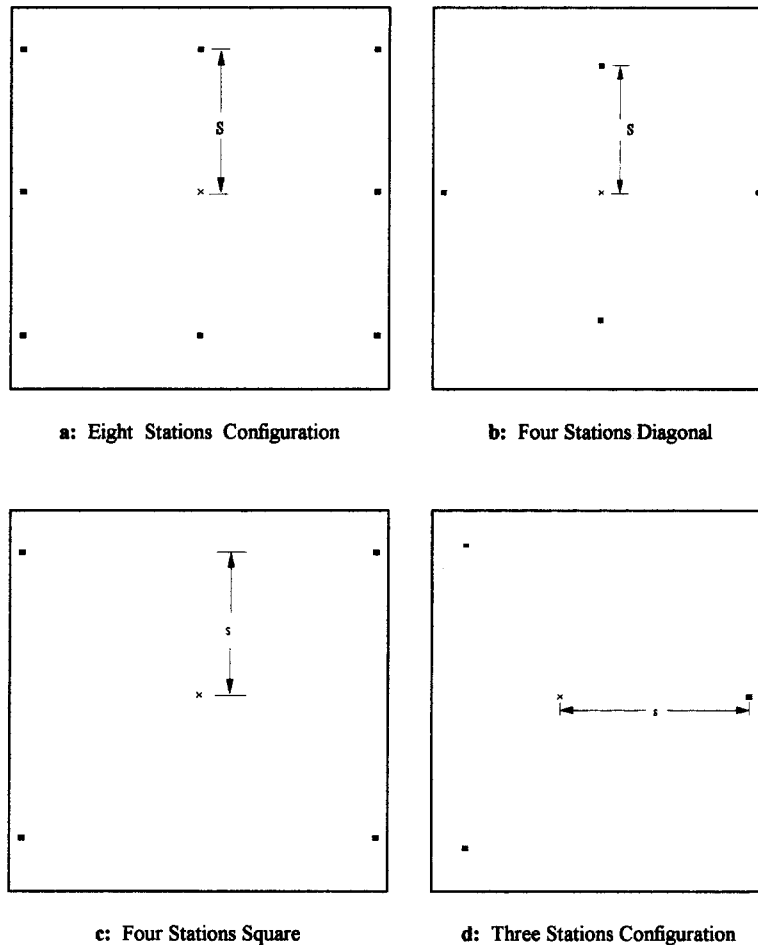 S
S
a: Eight Stations Configuration
b: Four Stations Diagonal
s
s
c: Four Stations Square
d: Three Stations Configuration